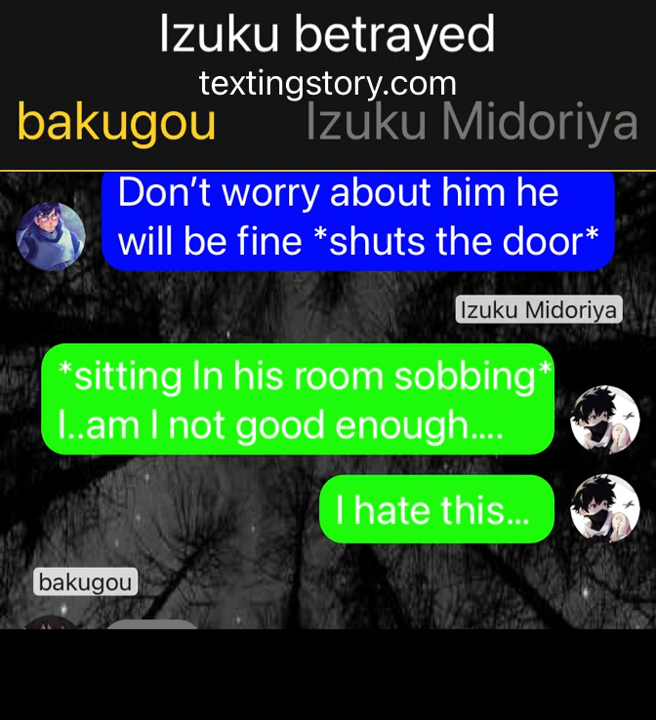 Izuku betrayed
textingstory.com
bakugou Izuku Midoriya
Don't worry about him he
will be fine *shuts the door*
Izuku Midoriya
*sitting In his room sobbing*
I..am I not good enough....
I hate this...
bakugou